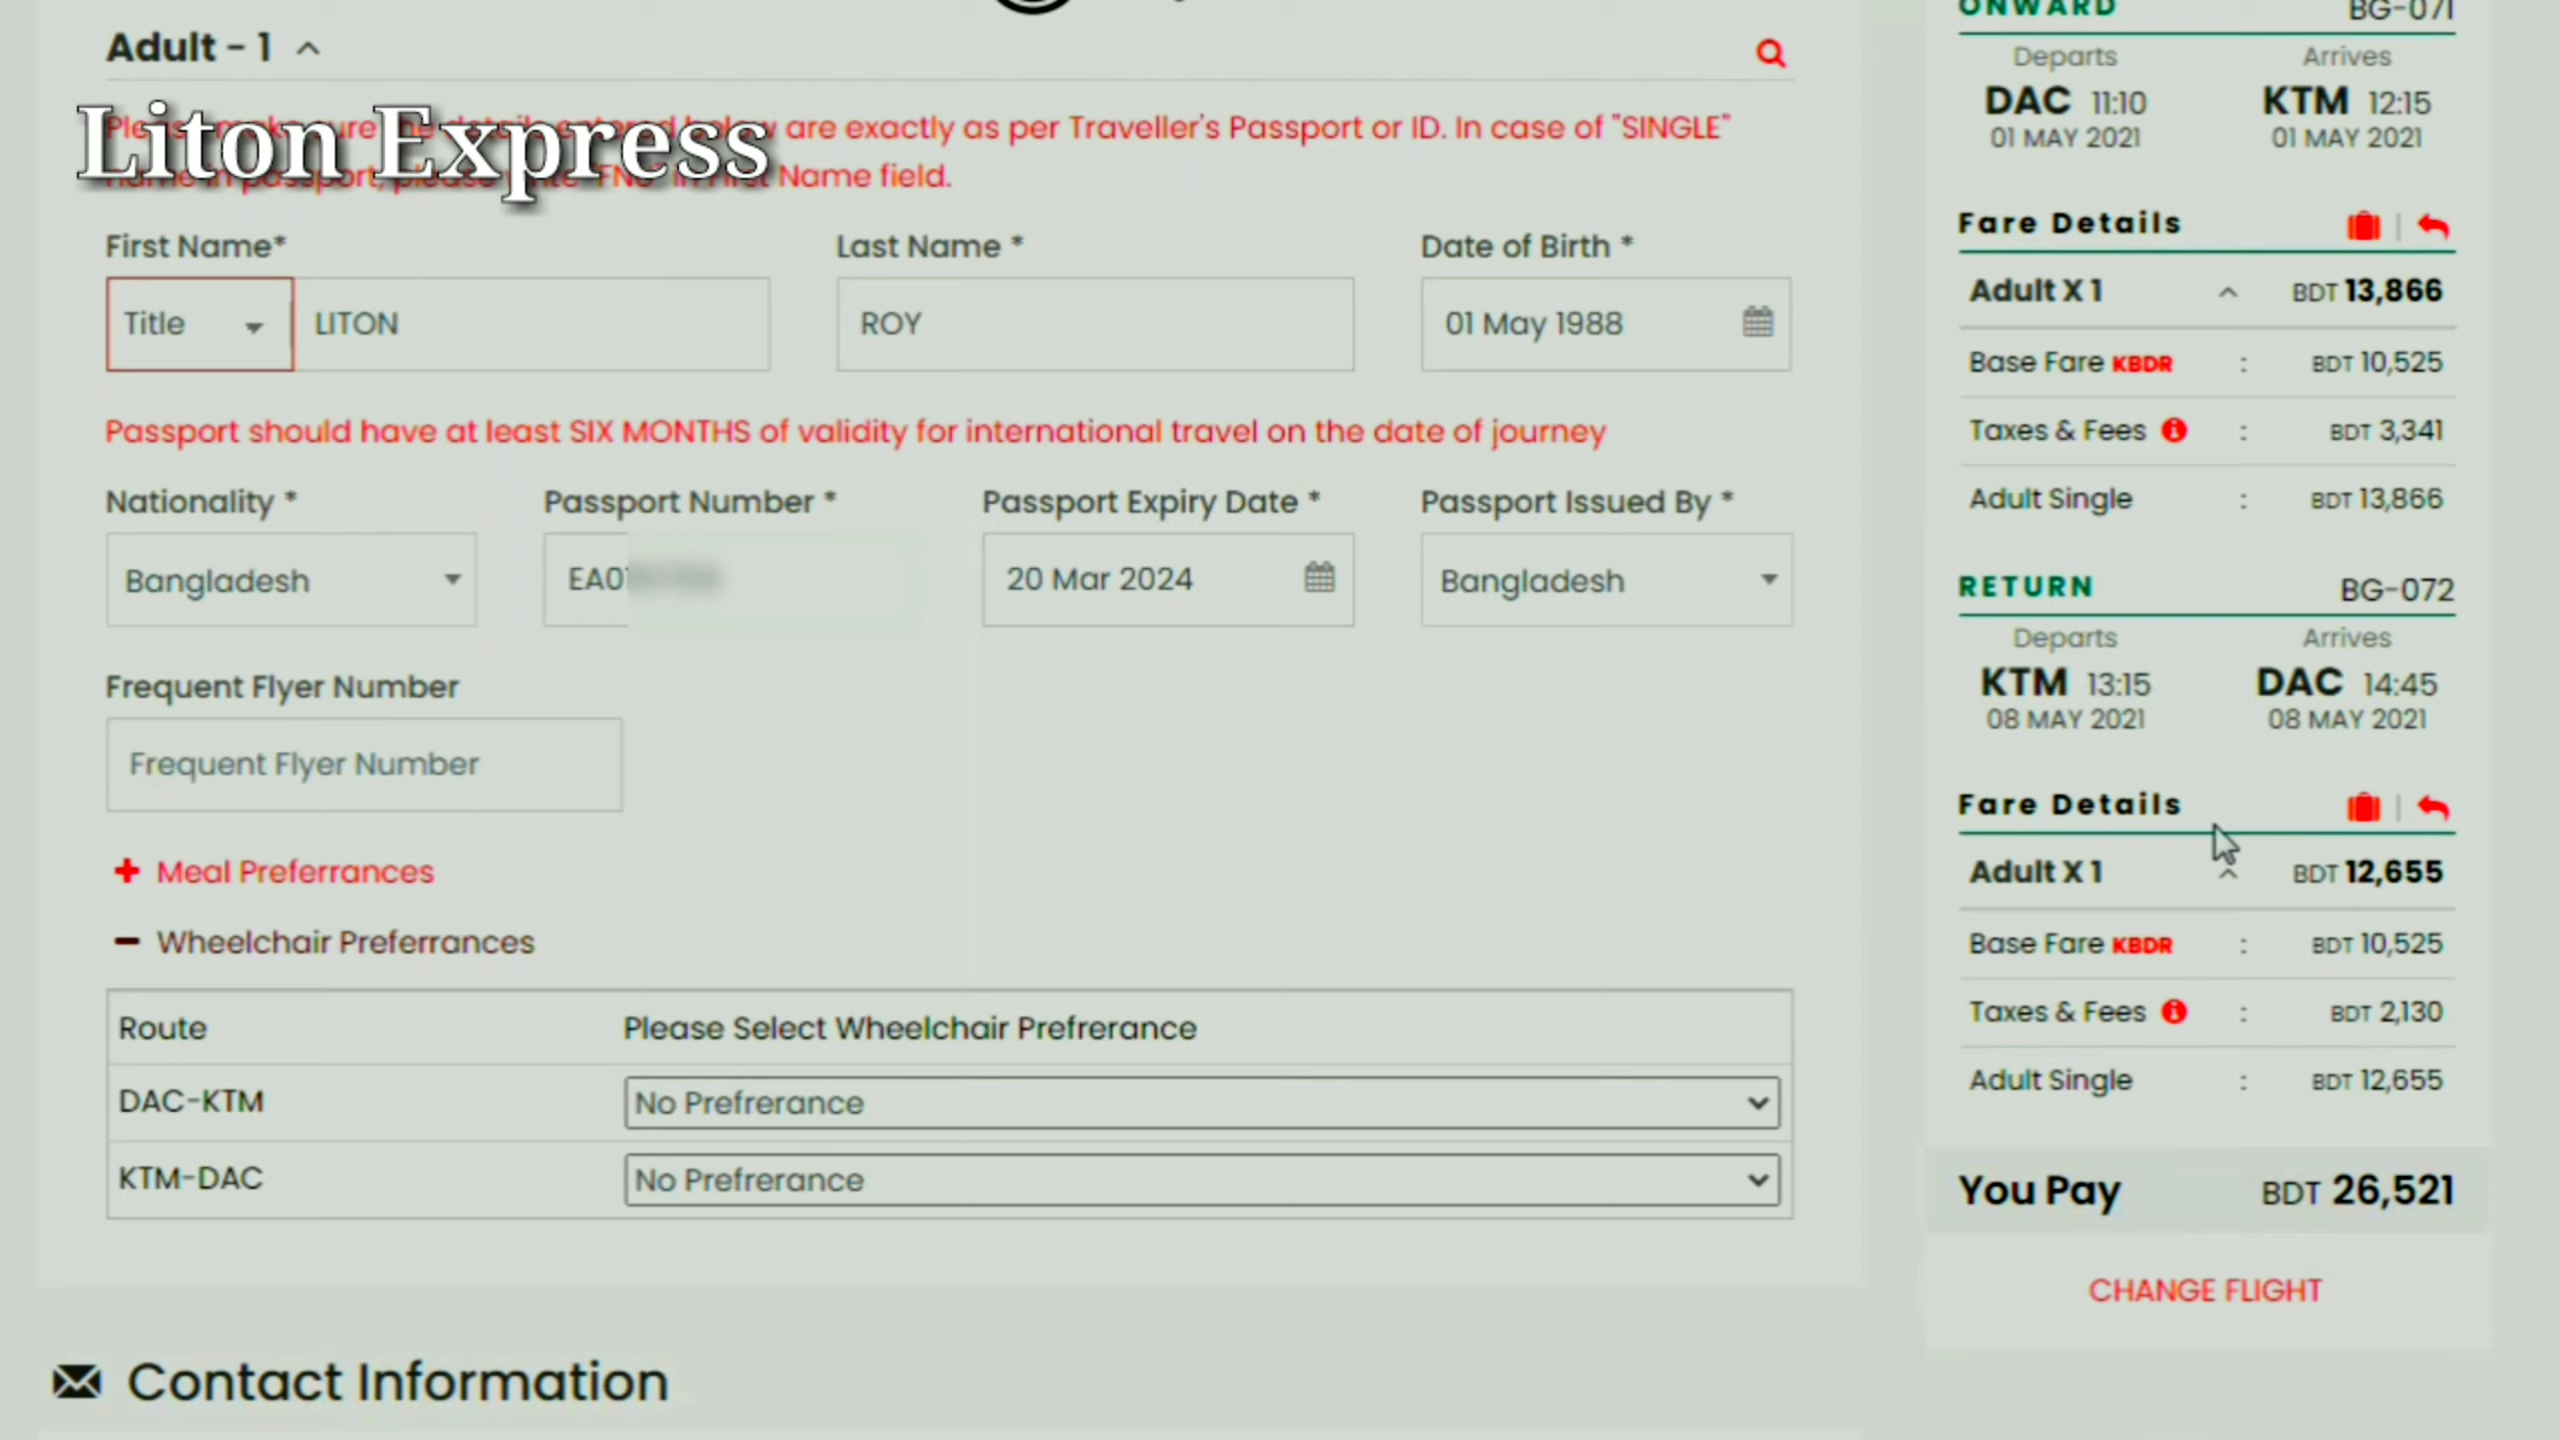 Adult - 1
Liton Express
are exactly as per Traveller's Passport or ID. In case of "SINGLE"
name in passport, please Name field.
First Name*
Last Name *
Date of Birth *
Title
LITON
ROY
01 May 1988
Passport should have at least SIX MONTHS of validity for international travel on the date of journey
Nationality *
Passport Number *
Passport Expiry Date *
Passport Issued By *
Bangladesh
EA0
20 Mar 2024
Bangladesh
Frequent Flyer Number
Frequent Flyer Number
+ Meal Preferrances
- Wheelchair Preferrances
Route
Please Select Wheelchair Prefrerance
DAC-KTM
No Prefrerance
KTM-DAC
No Prefrerance
Contact Information
ONWARD
BG-071
Departs
Arrives
DAC 11:10
KTM 12:15
01 MAY 2021
01 MAY 2021
Fare Details
Adult X 1 BDT 13,866
Base Fare KBDR : BDT 10,525
Taxes & Fees : BDT 3,341
Adult Single : BDT 13,866
RETURN
BG-072
Departs
Arrives
KTM 13:15
DAC 14:45
08 MAY 2021
08 MAY 2021
Fare Details
Adult X 1 BDT 12,655
Base Fare KBDR : BDT 10,525
Taxes & Fees : BDT 2,130
Adult Single : BDT 12,655
You Pay BDT 26,521
CHANGE FLIGHT